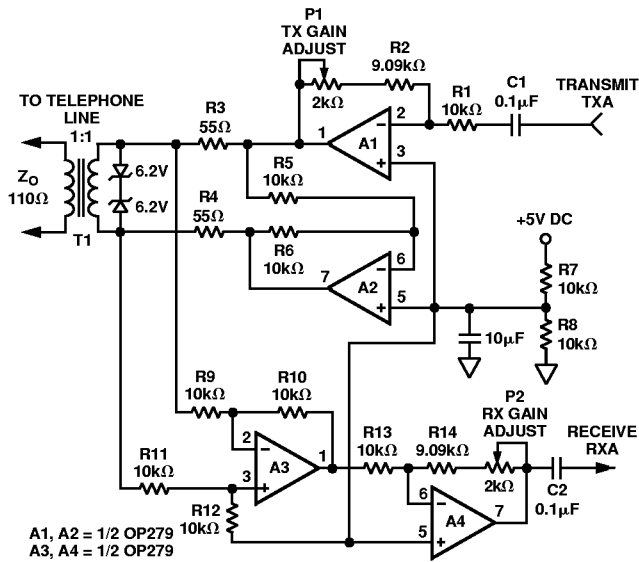 P1
TX GAIN
ADJUST
R2
9.09kΩ
2kΩ
R1
10kΩ
C1
0.1µF
TRANSMIT
TXA
TO TELEPHONE
LINE
1:1
R3
55Ω
1
2
A1
3
6.2V
R5
10kΩ
ZO
110Ω
6.2V
R4
55Ω
T1
R6
10kΩ
6
7
A2
5
+5V DC
R7
10kΩ
10µF
R8
10kΩ
R9
10kΩ
R10
10kΩ
P2
RX GAIN
ADJUST
R11
10kΩ
2
A3
1
3
R13
10kΩ
R14
9.09kΩ
2kΩ
RECEIVE
RXA
C2
0.1µF
R12
10kΩ
6
A4
7
5
A1, A2 = 1/2 OP279
A3, A4 = 1/2 OP279